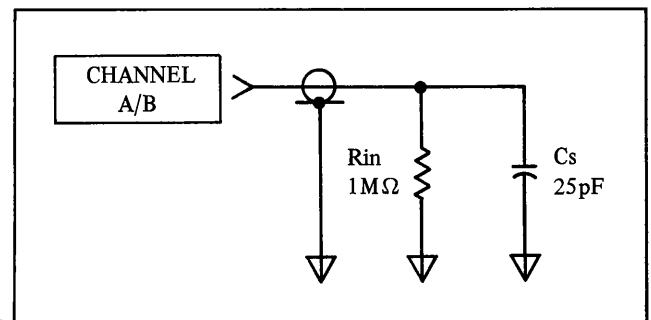 CHANNEL
A/B
Rin
1MΩ
Cs
25pF